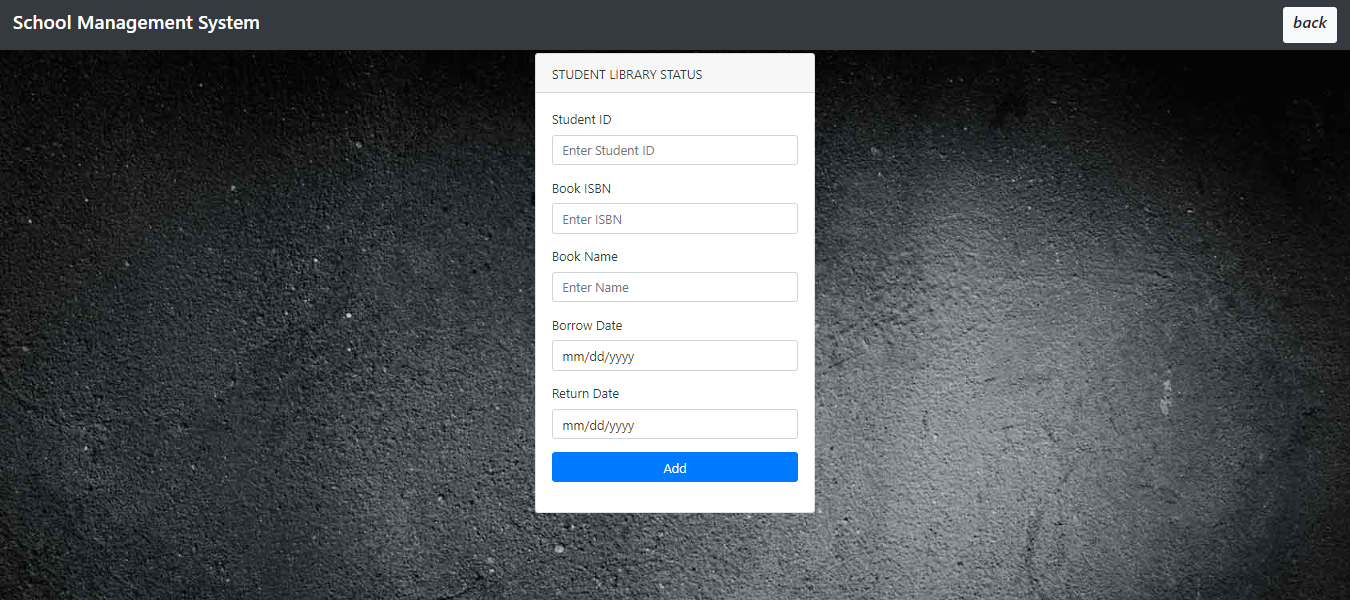 School Management System
back
STUDENT LIBRARY STATUS
Student ID
Enter Student ID
Book ISBN
Enter ISBN
Book Name
Enter Name
Borrow Date
mm/dd/yyyy
Return Date
mm/dd/yyyy
Add